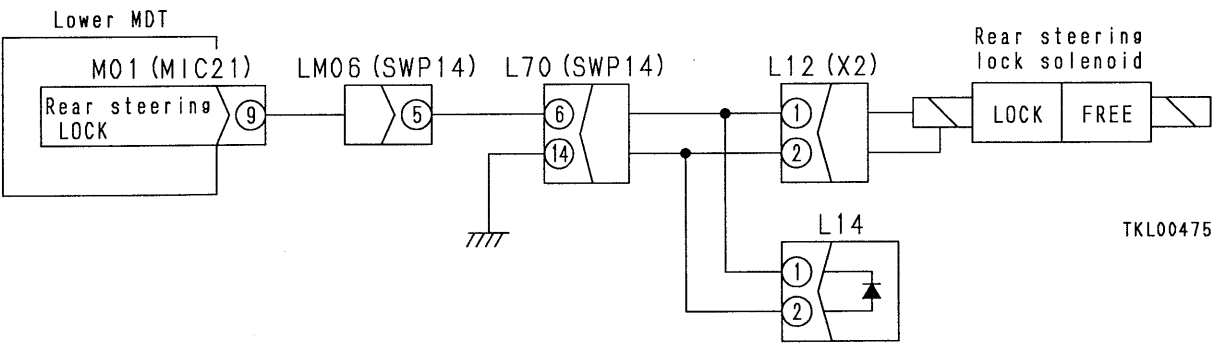 Lower MDT
M01 (MIC21)
LM06 (SWP14)
L70 (SWP14)
L12 (X2)
Rear steering
lock solenoid
Rear steering
LOCK
9
5
6
14
1
2
LOCK
FREE
L14
1
2
TKL00475